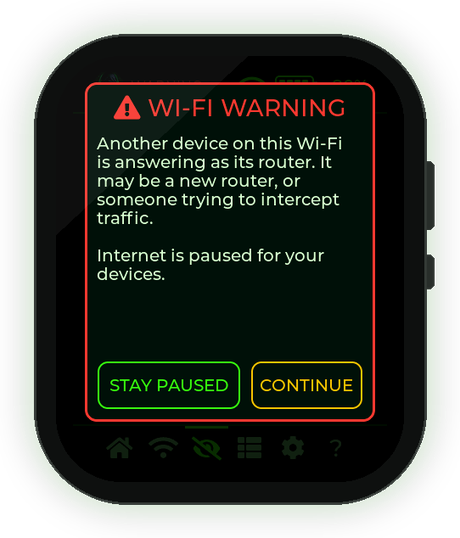 WI-FI WARNING
Another device on this Wi-Fi
is answering as its router. It
may be a new router, or
someone trying to intercept
traffic.
Internet is paused for your
devices.
STAY PAUSED
CONTINUE
?